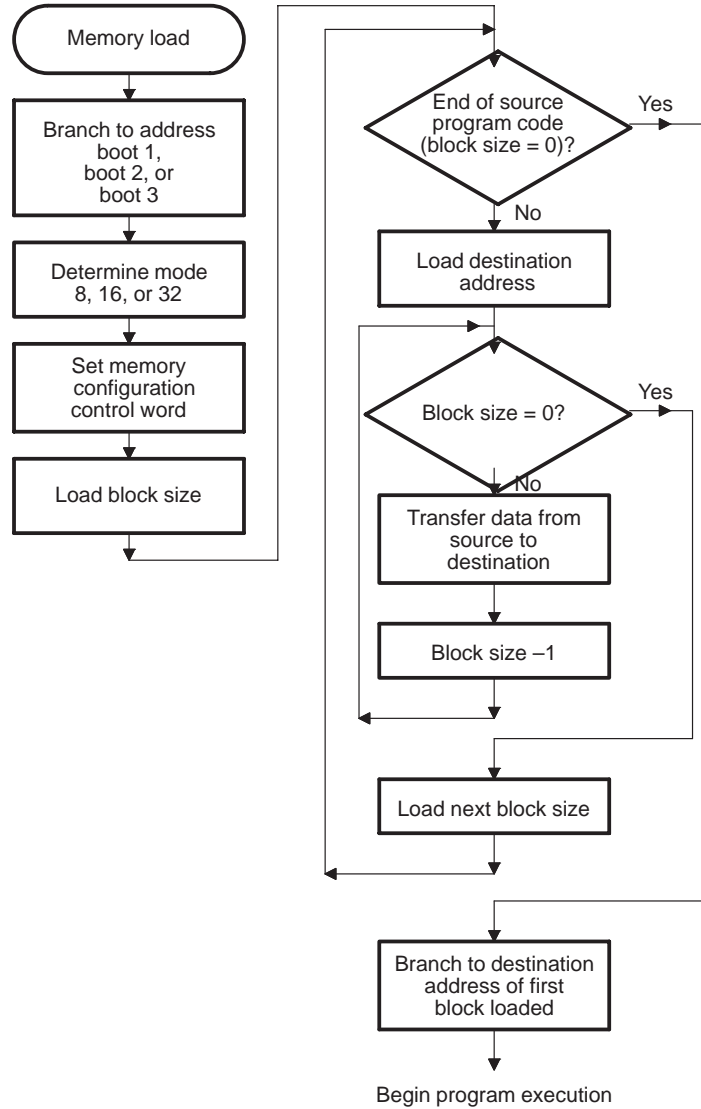 Memory load
Branch to address
boot 1,
boot 2, or
boot 3
Determine mode
8, 16, or 32
Set memory
configuration
control word
Load block size
End of source
program code
(block size = 0)?
Yes
No
Load destination
address
Block size = 0?
Yes
No
Transfer data from
source to
destination
Block size –1
Load next block size
Branch to destination
address of first
block loaded
Begin program execution